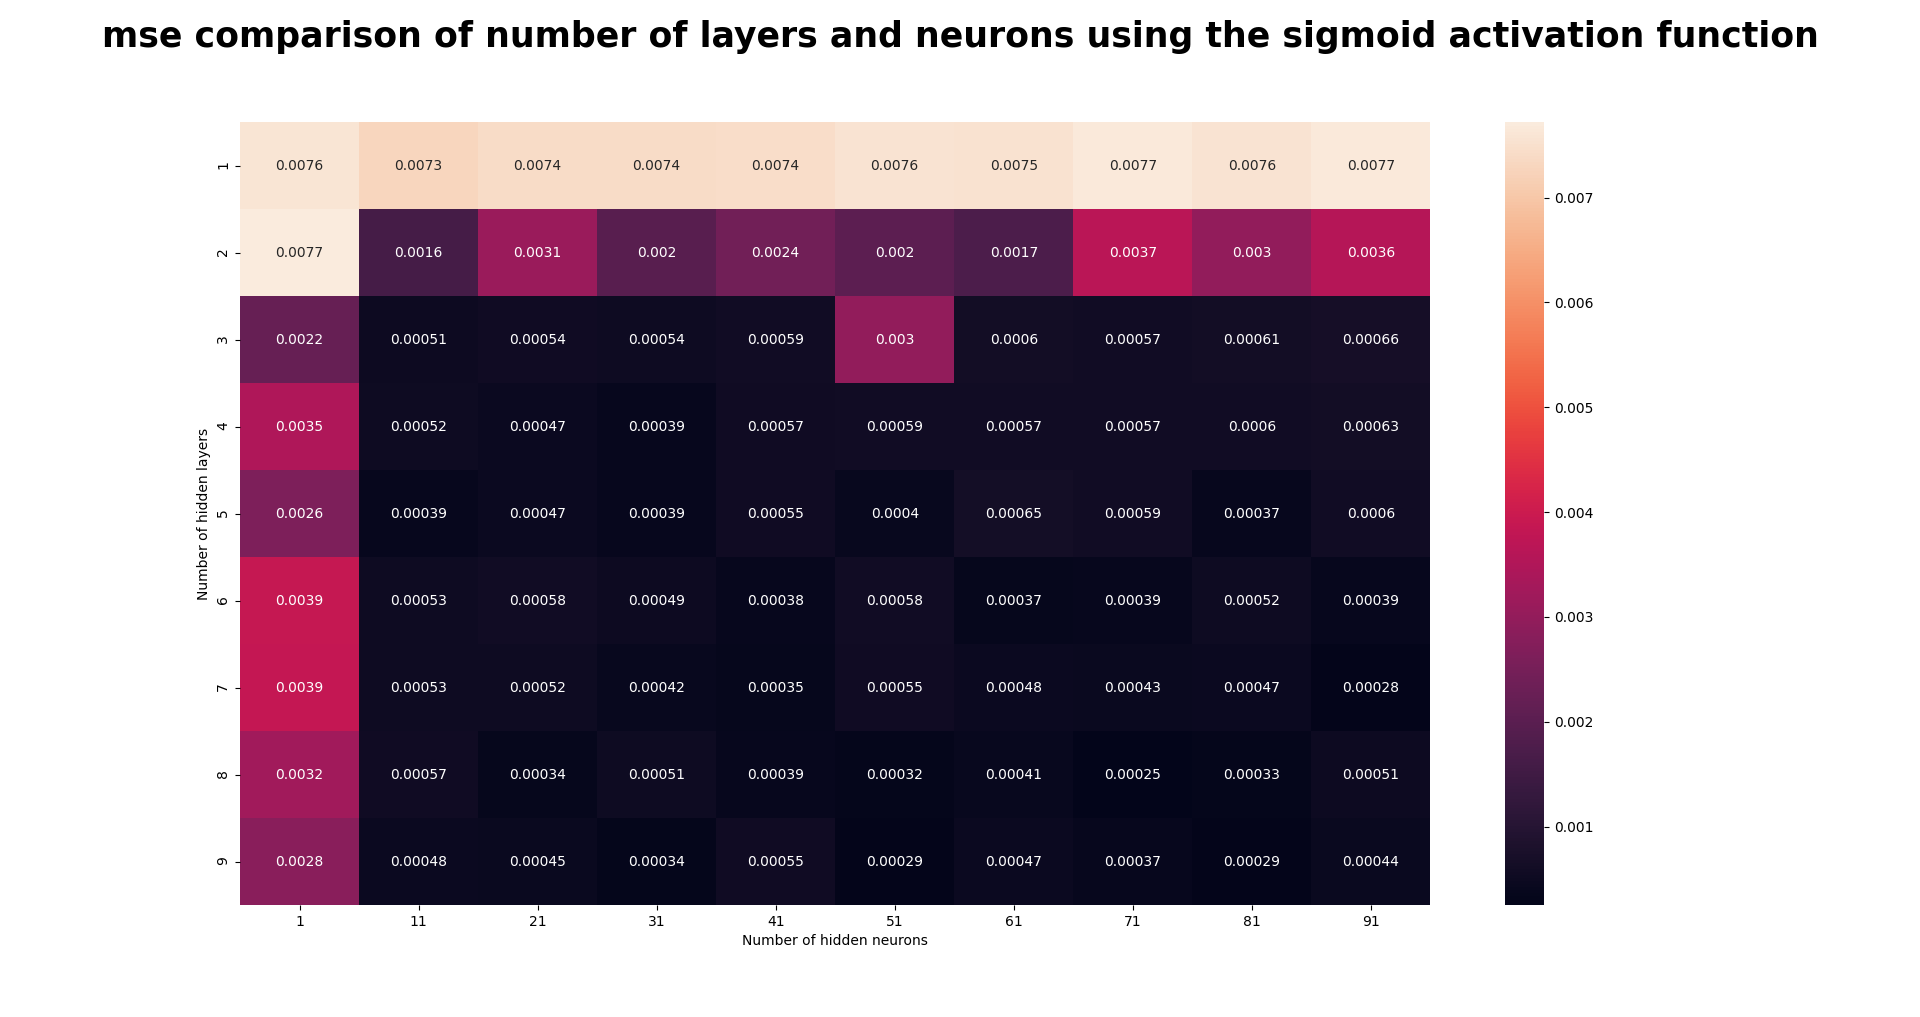 mse comparison of number of layers and neurons using the sigmoid activation function
1 0.0076 0.0073 0.0074 0.0074 0.0074 0.0076 0.0075 0.0077 0.0076 0.0077
2 0.0077 0.0016 0.0031 0.002 0.0024 0.002 0.0017 0.0037 0.003 0.0036
3 0.0022 0.00051 0.00054 0.00054 0.00059 0.003 0.0006 0.00057 0.00061 0.00066
4 0.0035 0.00052 0.00047 0.00039 0.00057 0.00059 0.00057 0.00057 0.0006 0.00063
5 0.0026 0.00039 0.00047 0.00039 0.00055 0.0004 0.00065 0.00059 0.00037 0.0006
6 0.0039 0.00053 0.00058 0.00049 0.00038 0.00058 0.00037 0.00039 0.00052 0.00039
7 0.0039 0.00053 0.00052 0.00042 0.00035 0.00055 0.00048 0.00043 0.00047 0.00028
8 0.0032 0.00057 0.00034 0.00051 0.00039 0.00032 0.00041 0.00025 0.00033 0.00051
9 0.0028 0.00048 0.00045 0.00034 0.00055 0.00029 0.00047 0.00037 0.00029 0.00044
1 11 21 31 41 51 61 71 81 91
Number of hidden neurons
Number of hidden layers
0.007
0.006
0.005
0.004
0.003
0.002
0.001